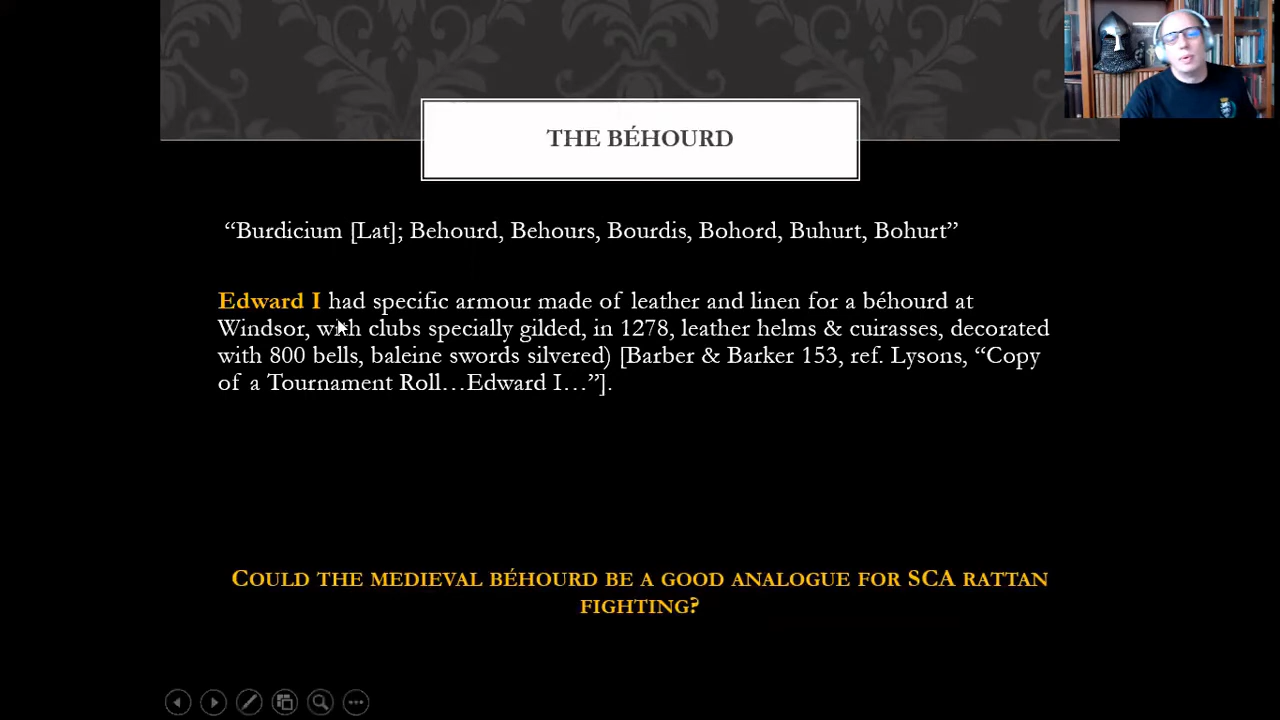 THE BÉHOURD
“Burdicium [Lat]; Behourd, Behours, Bourdis, Bohord, Buhurt, Bohurt”
Edward I had specific armour made of leather and linen for a béhourd at
Windsor, with clubs specially gilded, in 1278, leather helms & cuirasses, decorated
with 800 bells, baleine swords silvered) [Barber & Barker 153, ref. Lysons, “Copy
of a Tournament Roll…Edward I…”].
COULD THE MEDIEVAL BÉHOURD BE A GOOD ANALOGUE FOR SCA RATTAN
FIGHTING?